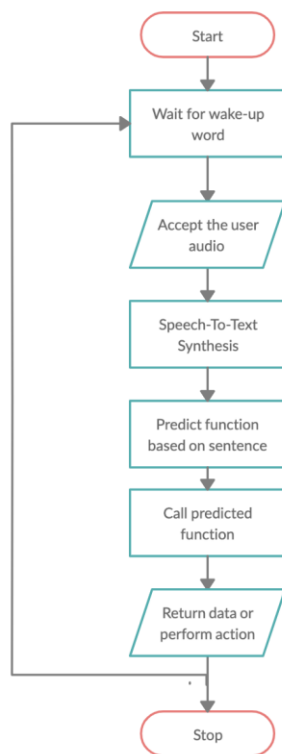 Start
Wait for wake-up
word
Accept the user
audio
Speech-To-Text
Synthesis
Predict function
based on sentence
Call predicted
function
Return data or
perform action
Stop